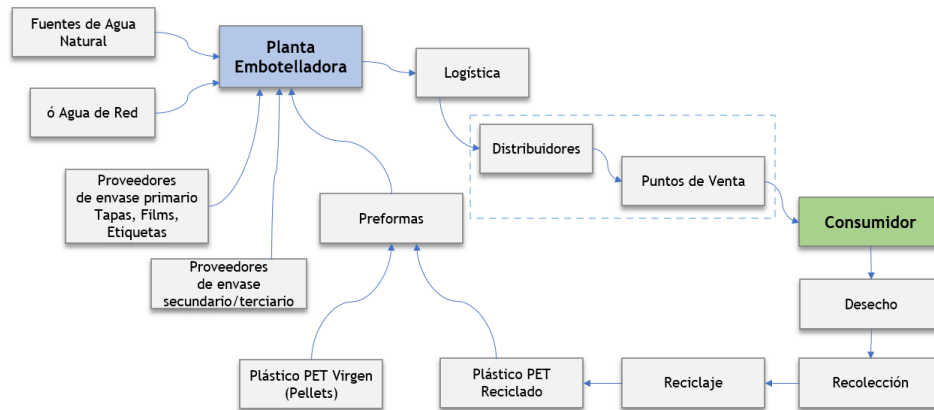 Fuentes de Agua
Natural
Planta
Embotelladora
Logística
ó Agua de Red
Distribuidores
Puntos de Venta
Proveedores
de envase primario
Tapas, Films,
Etiquetas
Preformas
Consumidor
Proveedores
de envase
secundario/terciario
Desecho
Plástico PET Virgen
(Pellets)
Plástico PET
Reciclado
Reciclaje
Recolección